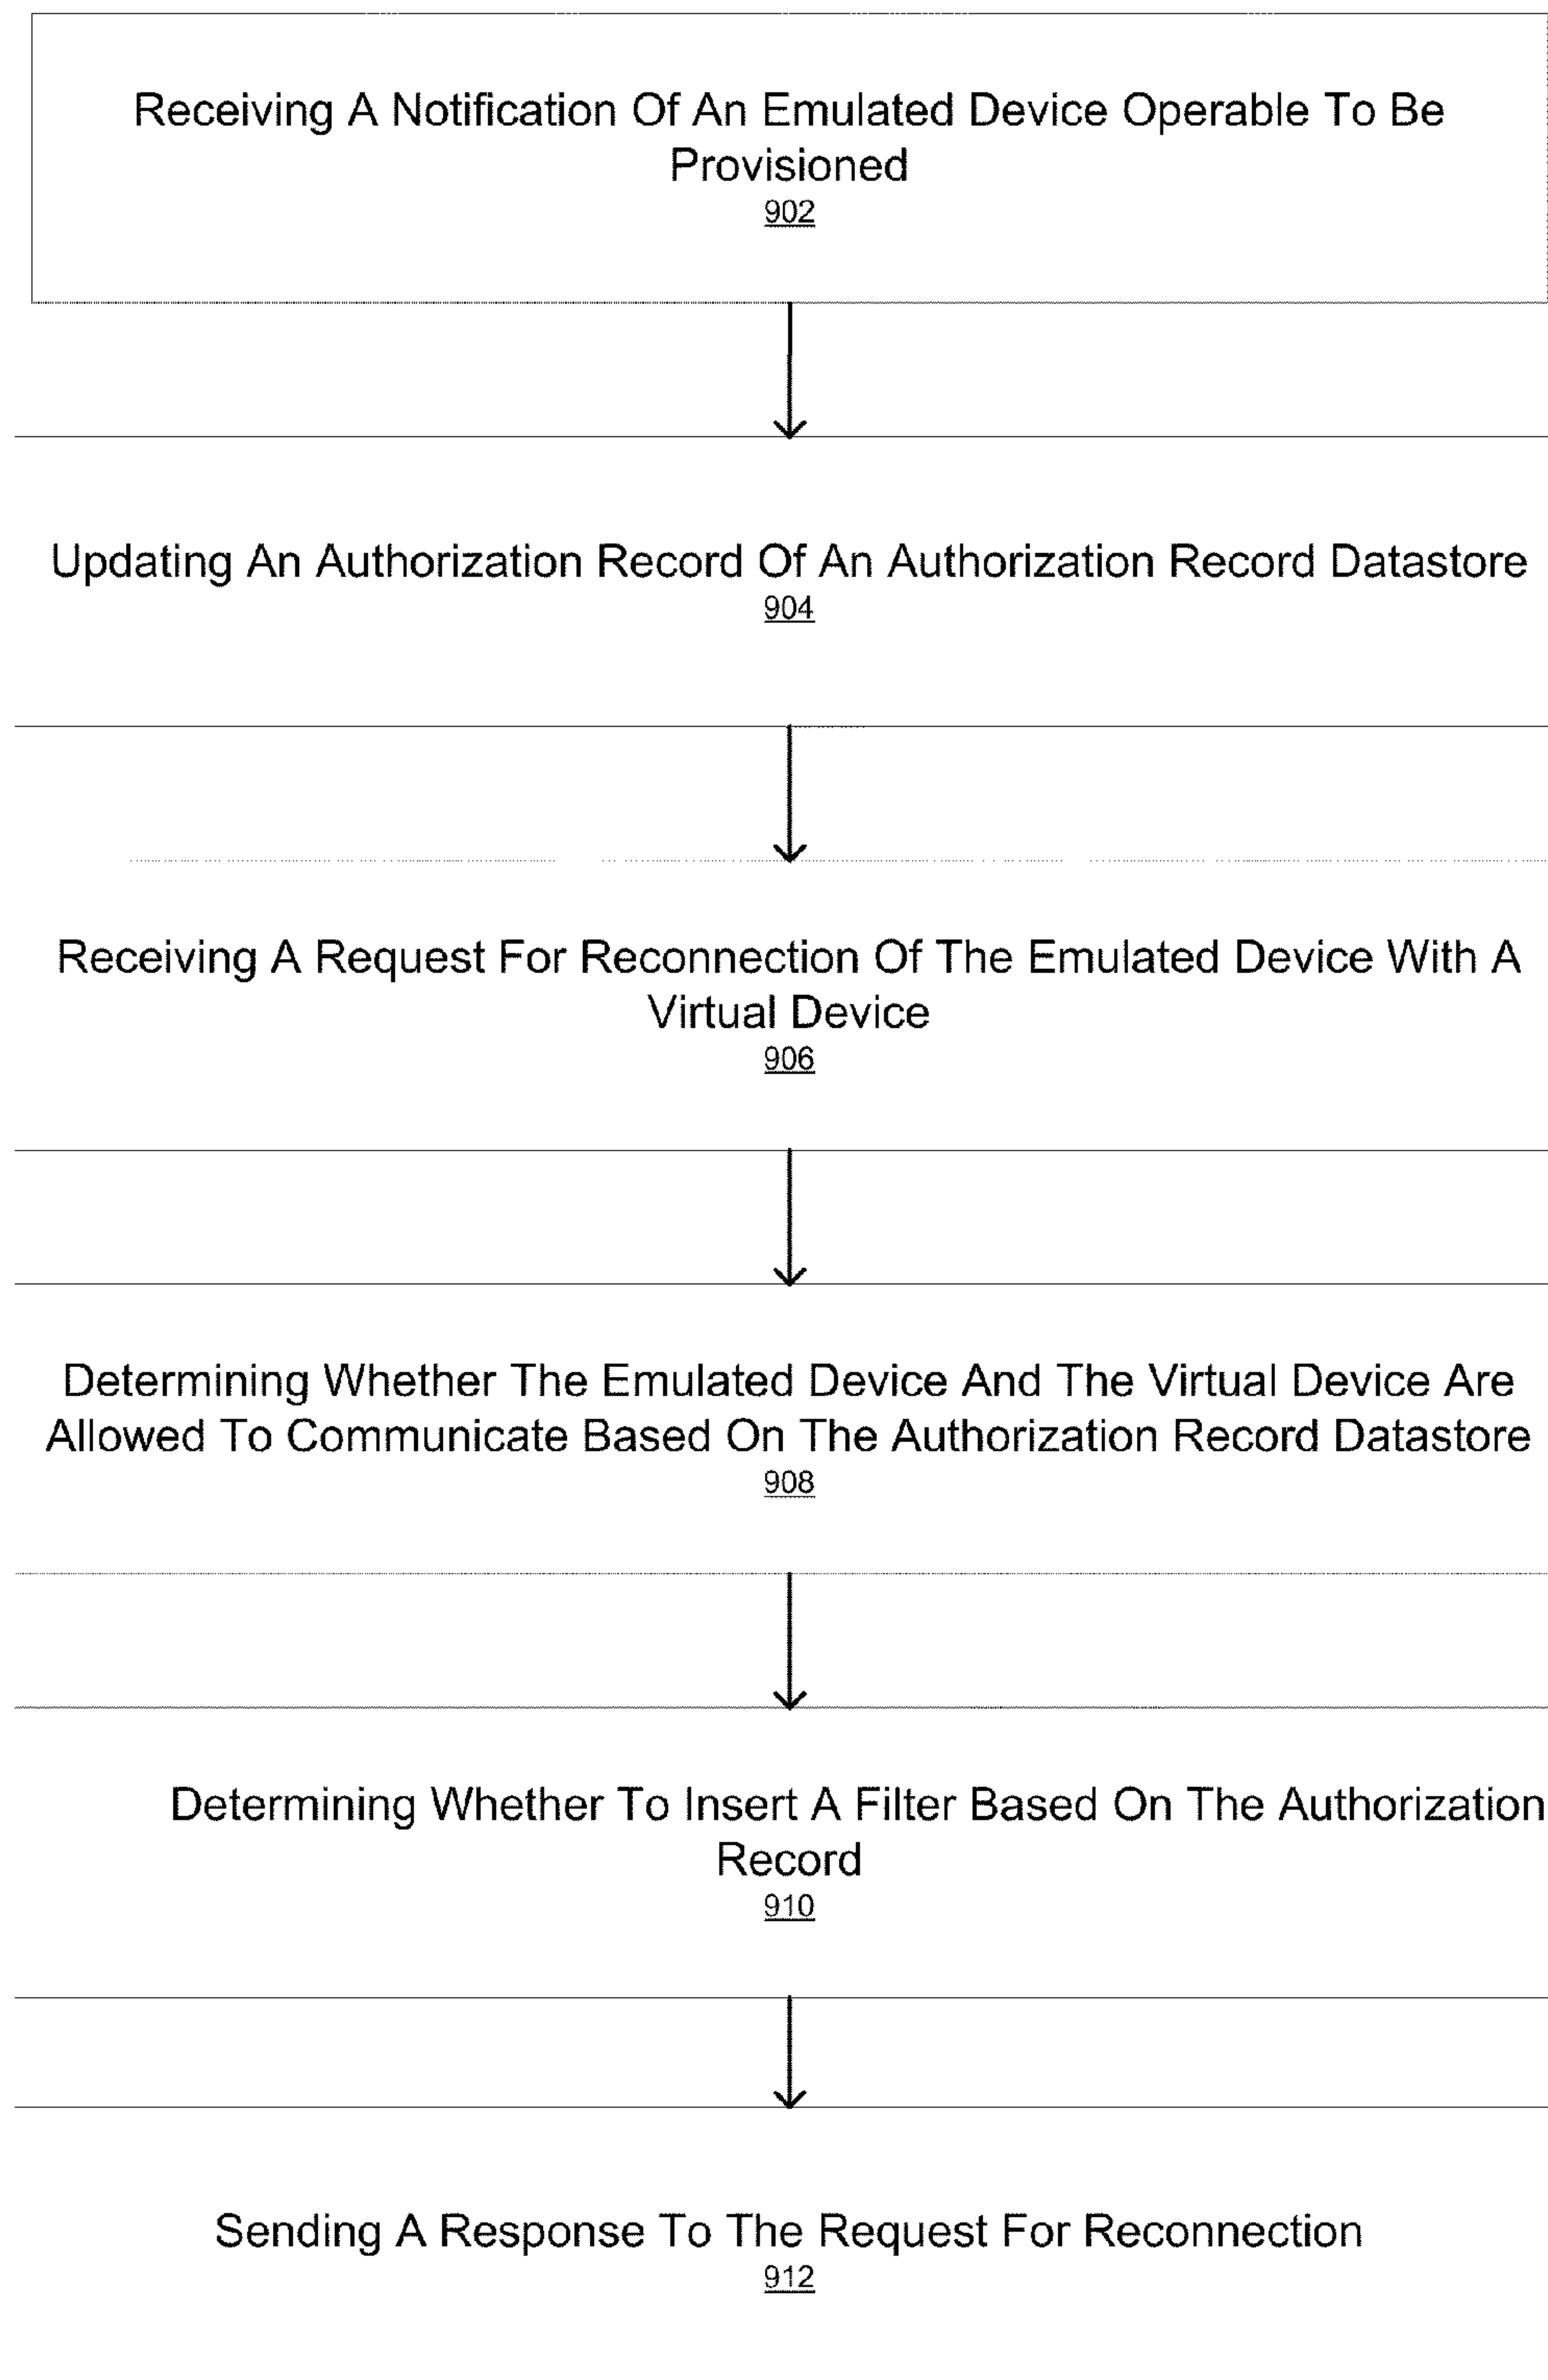 Receiving A Notification Of An Emulated Device Operable To Be
Provisioned
902
Updating An Authorization Record Of An Authorization Record Datastore
904
Receiving A Request For Reconnection Of The Emulated Device With A
Virtual Device
906
Determining Whether The Emulated Device And The Virtual Device Are
Allowed To Communicate Based On The Authorization Record Datastore
908
Determining Whether To Insert A Filter Based On The Authorization
Record
910
Sending A Response To The Request For Reconnection
912